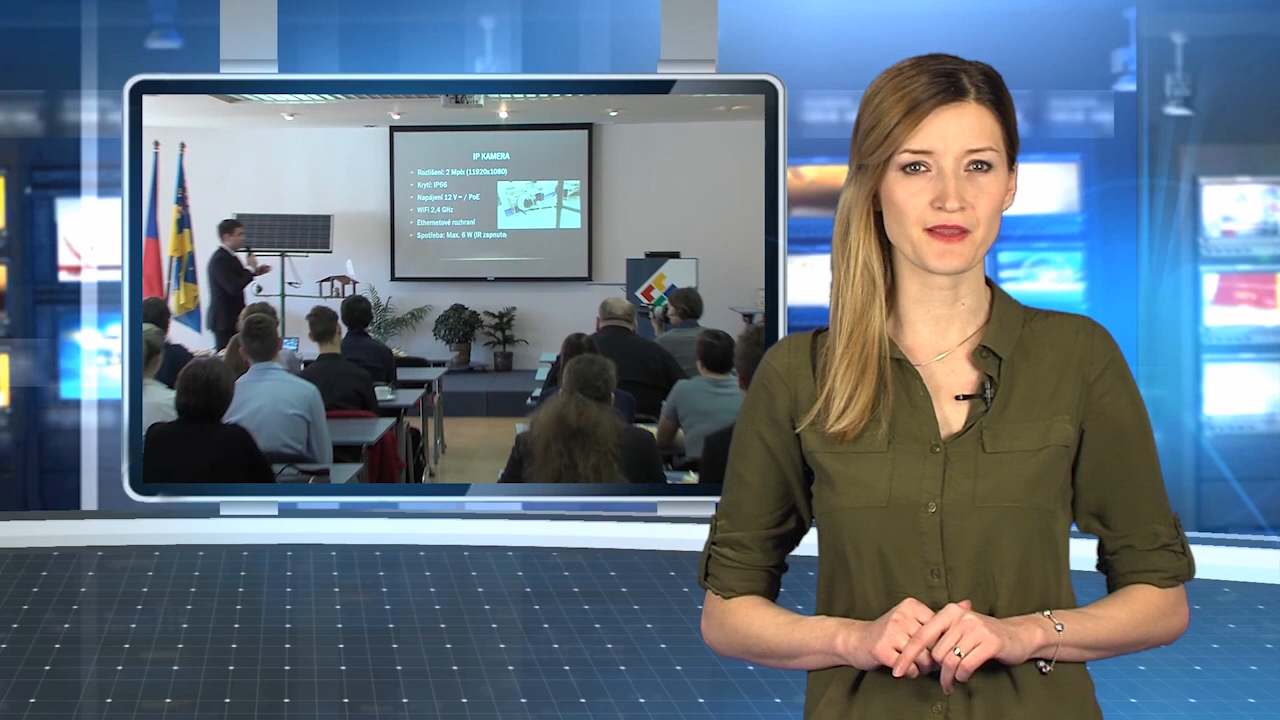 IP KAMERA
Rozlišení: 2 Mpix (11920x1080)
Krytí: IP66
Napájení 12 V = / PoE
WiFi 2,4 GHz
Ethernetové rozhraní
Spotřeba: Max. 6 W (IR zapnuto